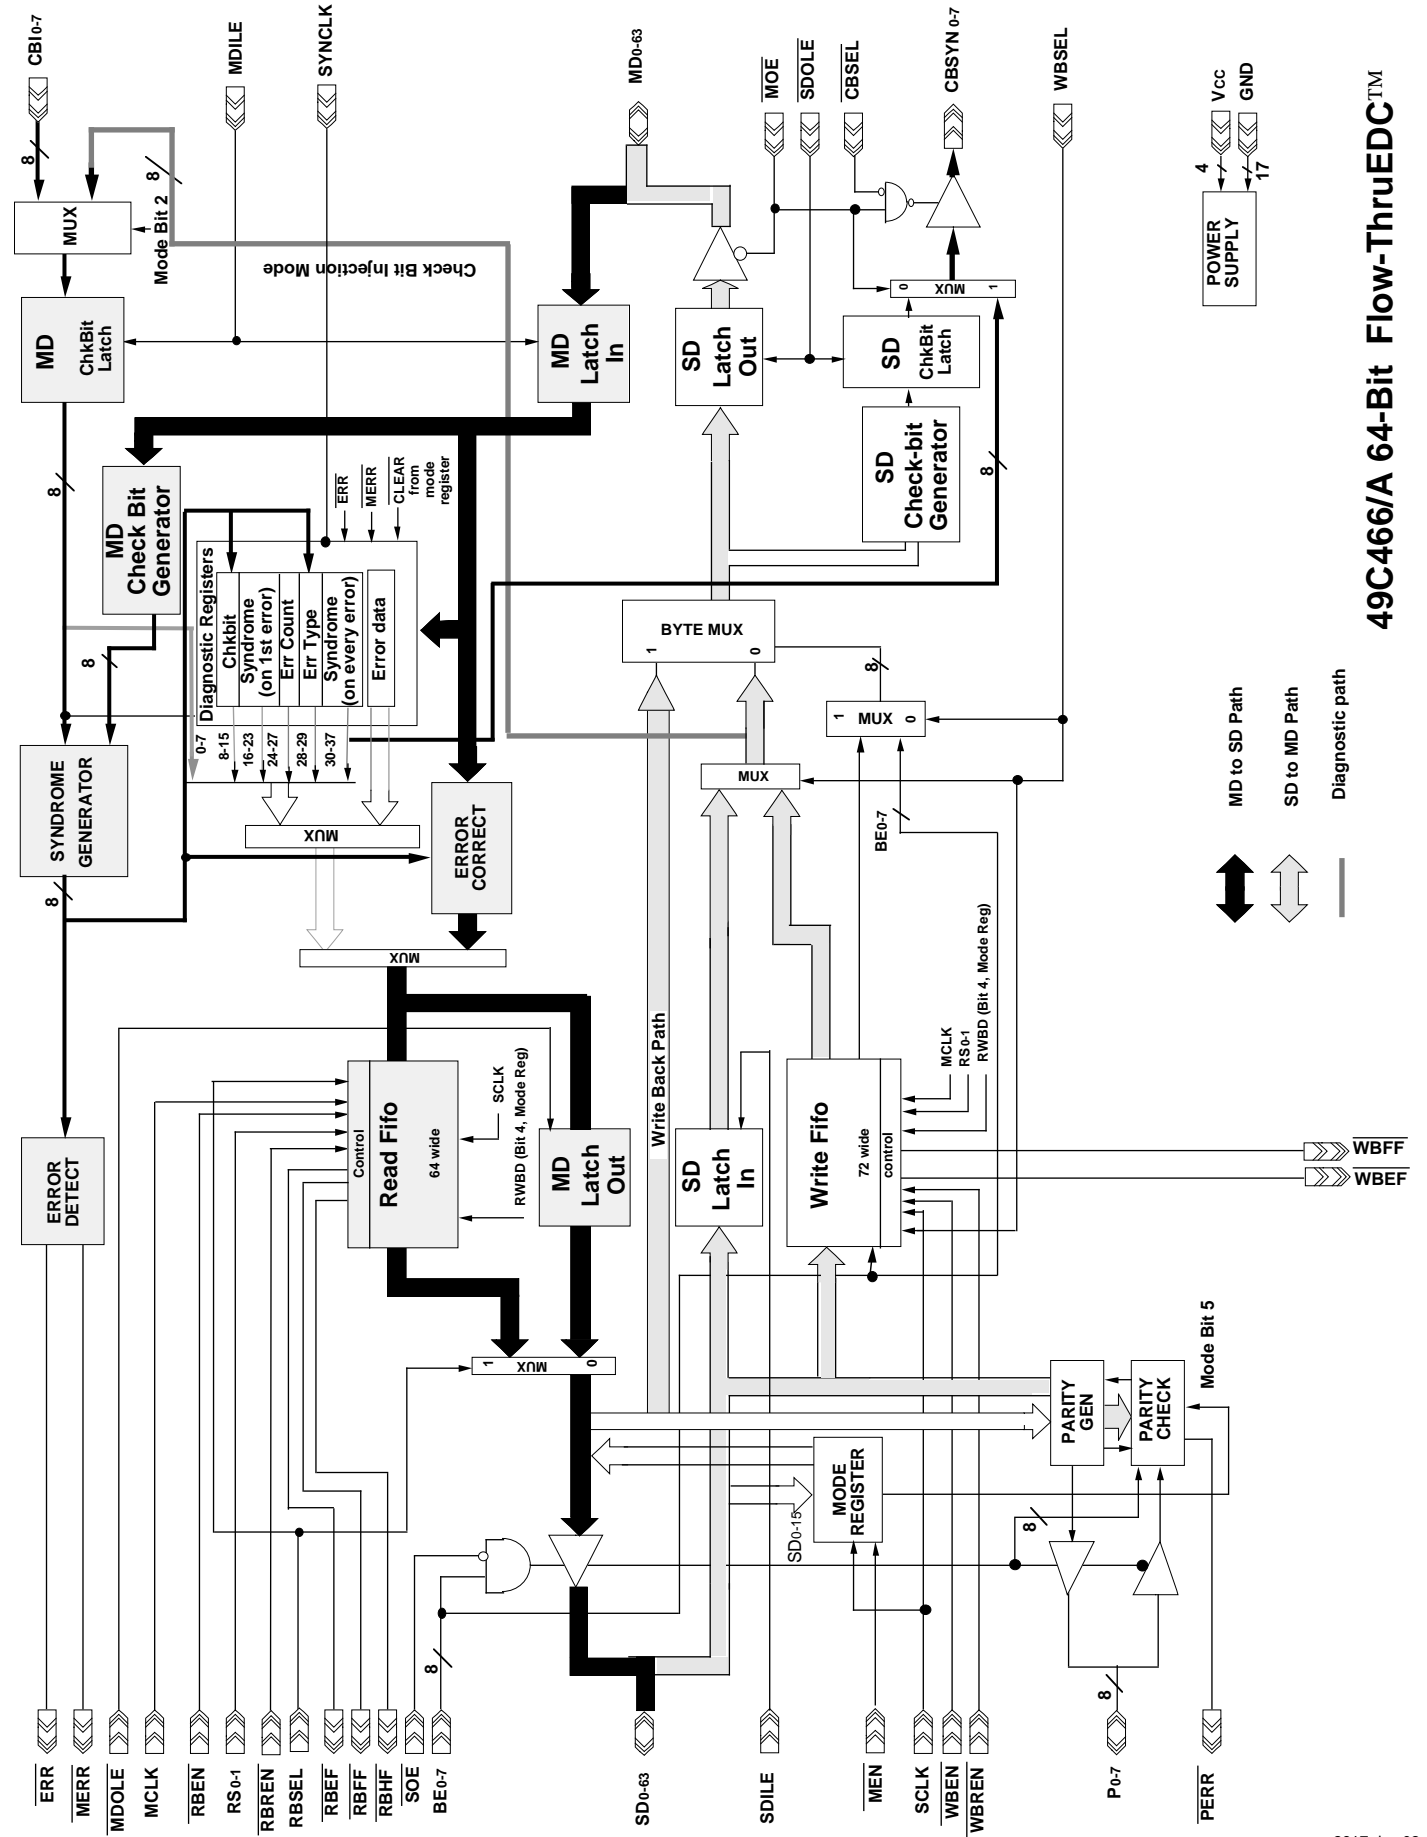 49C466/A 64-Bit Flow-ThruEDC™
CBI0-7
MDILE
SYNCLK
MD0-63
MOE
SDOLE
CBSEL
CBSYN 0-7
WBSEL
Vcc
GND
4
17
POWER
SUPPLY
8
8
MUX
Mode Bit 2
Check Bit Injection Mode
MD
ChkBit
Latch
MD
Latch
In
SD
Latch
Out
SD
ChkBit
Latch
0
MUX
1
8
MD
Check Bit
Generator
8
ERR
MERR
CLEAR
from
mode
register
SD
Check-bit
Generator
8
Diagnostic Registers
Chkbit
Syndrome
(on 1st error)
Err Count
Err Type
Syndrome
(on every error)
Error data
0-7
8-15
16-23
24-27
28-29
30-37
BYTE MUX
1
0
8
1
MUX
0
MUX
BE0-7
SYNDROME
GENERATOR
8
MUX
ERROR
CORRECT
MUX
MD to SD Path
SD to MD Path
Diagnostic path
Write Back Path
ERROR
DETECT
Control
Read Fifo
64 wide
SCLK
RWBD (Bit 4, Mode Reg)
MD
Latch
Out
SD
Latch
In
Write Fifo
72 wide
control
MCLK
RS0-1
RWBD (Bit 4, Mode Reg)
WBFF
WBEF
1
MUX
0
PARITY
GEN
PARITY
CHECK
Mode Bit 5
MODE
REGISTER
SD0-15
8
8
8
ERR
MERR
MDOLE
MCLK
RBEN
RS0-1
RBREN
RBSEL
RBEF
RBFF
RBHF
SOE
BE0-7
SD0-63
SDILE
MEN
SCLK
WBEN
WBREN
P0-7
PERR